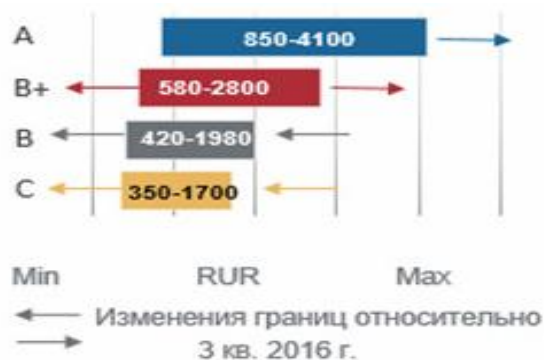 A 850-4100
B+ 580-2800
B 420-1980
C 350-1700
Min RUR Max
Изменения границ относительно
3 кв. 2016 г.